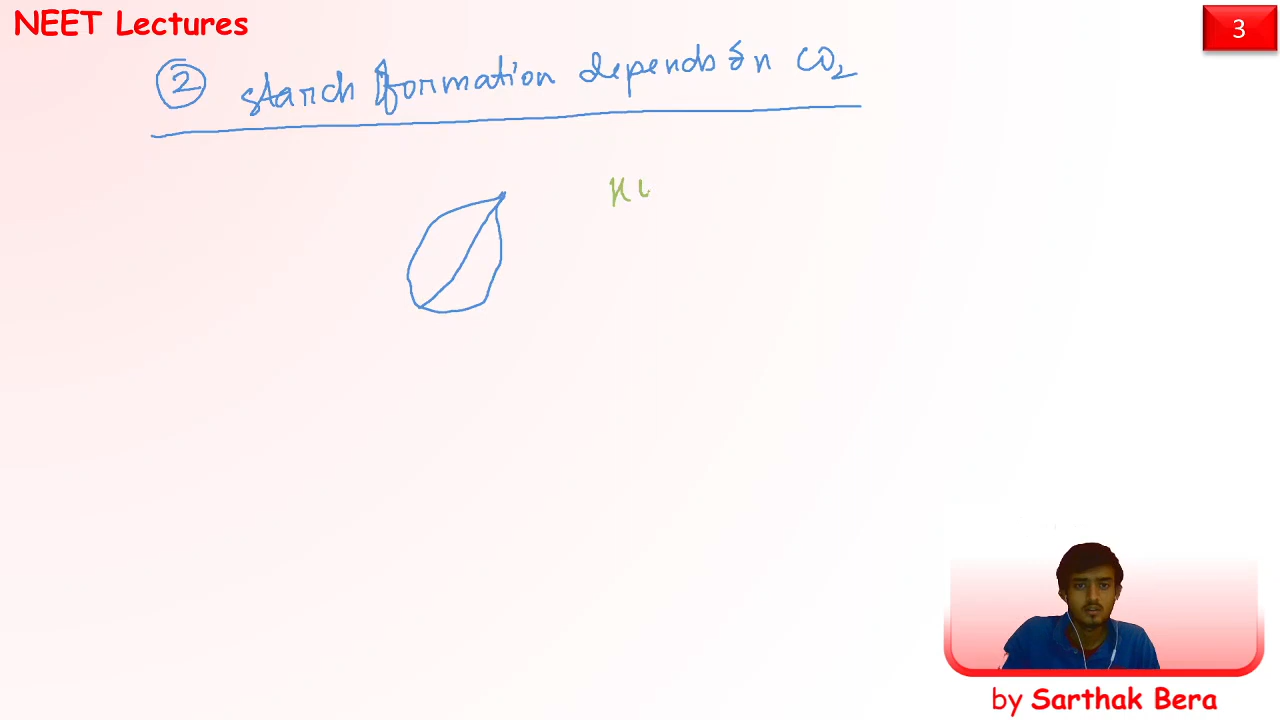 NEET Lectures
3
② starch formation depends on CO₂
by Sarthak Bera